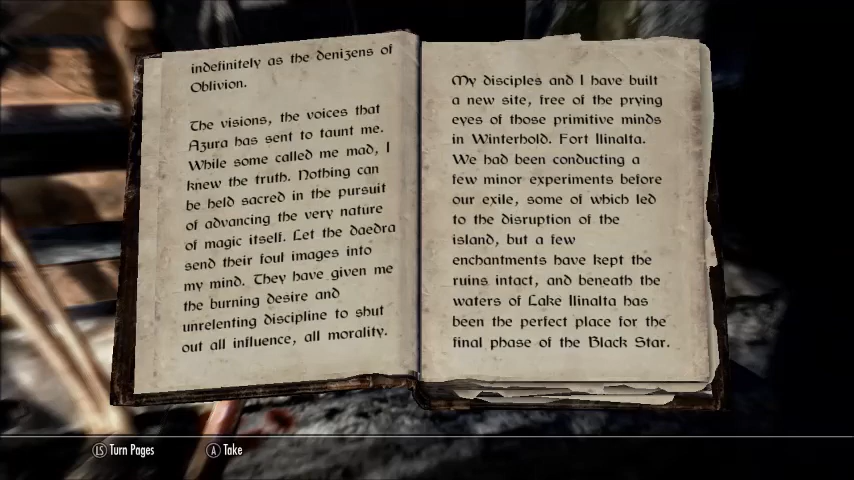 indefinitely as the denizens of
Oblivion.
The visions, the voices that
Azura has sent to taunt me.
While some called me mad, I
knew the truth. Nothing can
be held sacred in the pursuit
of advancing the very nature
of magic itself. Let the daedra
send their foul images into
my mind. They have given me
the burning desire and
unrelenting discipline to shut
out all influence, all morality.
My disciples and I have built
a new site, free of the prying
eyes of those primitive minds
in Winterhold. Fort Ilinalta.
We had been conducting a
few minor experiments before
our exile, some of which led
to the disruption of the
island, but a few
enchantments have kept the
ruins intact, and beneath the
waters of Lake Ilinalta has
been the perfect place for the
final phase of the Black Star.
LS Turn Pages
A Take